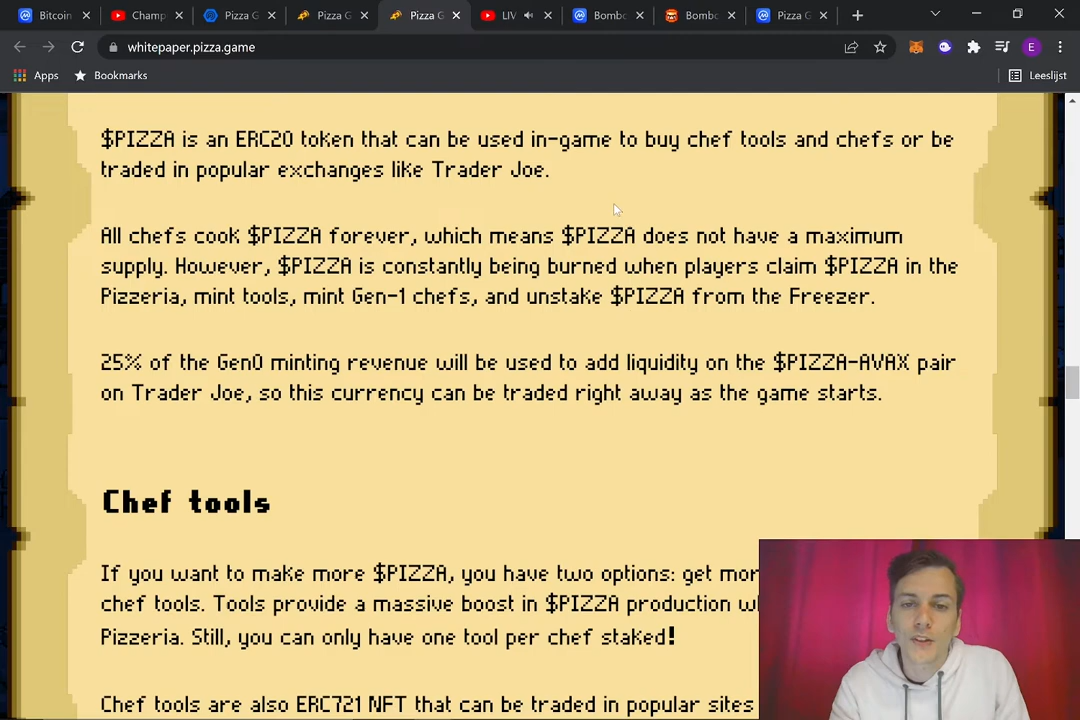 Bitcoin
Champ
Pizza G
Pizza G
Pizza G
LIV
Bombc
Bombc
Pizza G
whitepaper.pizza.game
E
Apps
Bookmarks
Leeslijst
$PIZZA is an ERC20 token that can be used in-game to buy chef tools and chefs or be
traded in popular exchanges like Trader Joe.
All chefs cook $PIZZA forever, which means $PIZZA does not have a maximum
supply. However, $PIZZA is constantly being burned when players claim $PIZZA in the
Pizzeria, mint tools, mint Gen-1 chefs, and unstake $PIZZA from the Freezer.
25% of the Gen0 minting revenue will be used to add liquidity on the $PIZZA-AVAX pair
on Trader Joe, so this currency can be traded right away as the game starts.
Chef tools
If you want to make more $PIZZA, you have two options: get mor
chef tools. Tools provide a massive boost in $PIZZA production w
Pizzeria. Still, you can only have one tool per chef staked!
Chef tools are also ERC721 NFT that can be traded in popular sites